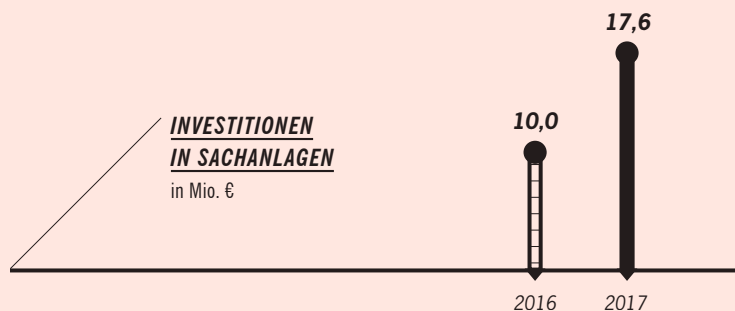 17,6
10,0
INVESTITIONEN
IN SACHANLAGEN
in Mio. €
2016 2017